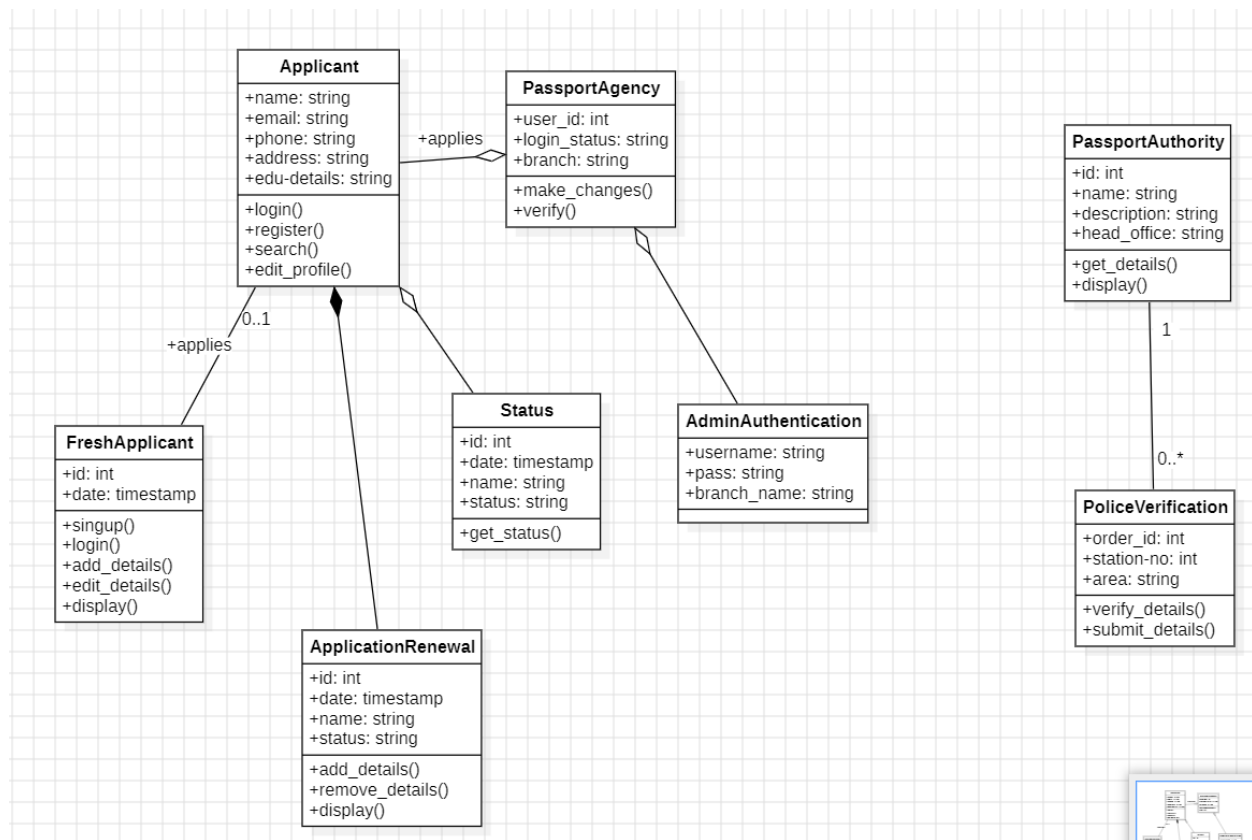 Applicant
+name: string
+email: string
+phone: string
+address: string
+edu-details: string
+login()
+register()
+search()
+edit_profile()
+applies
PassportAgency
+user_id: int
+login_status: string
+branch: string
+make_changes()
+verify()
PassportAuthority
+id: int
+name: string
+description: string
+head_office: string
+get_details()
+display()
0..1
+applies
1
0..*
FreshApplicant
+id: int
+date: timestamp
+singup()
+login()
+add_details()
+edit_details()
+display()
Status
+id: int
+date: timestamp
+name: string
+status: string
+get_status()
AdminAuthentication
+username: string
+pass: string
+branch_name: string
PoliceVerification
+order_id: int
+station-no: int
+area: string
+verify_details()
+submit_details()
ApplicationRenewal
+id: int
+date: timestamp
+name: string
+status: string
+add_details()
+remove_details()
+display()